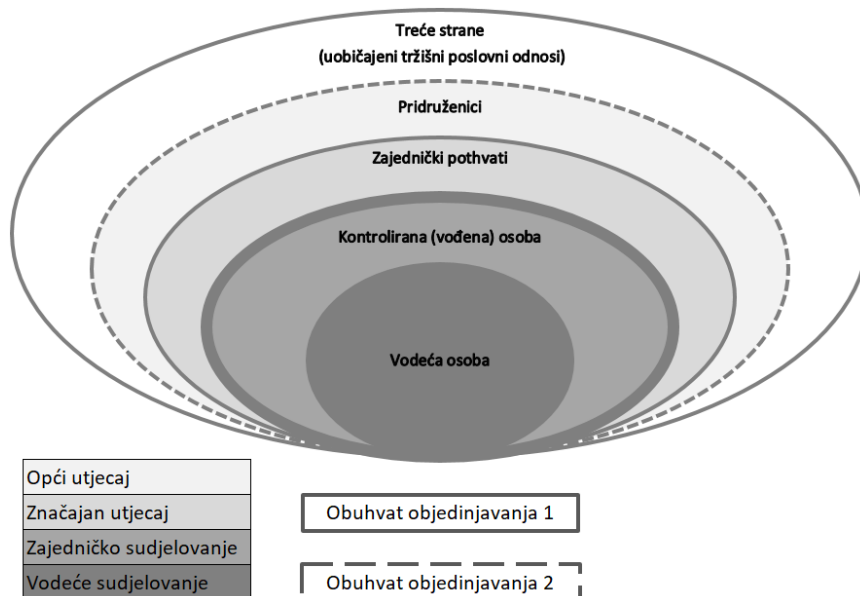 Treće strane
(uobičajeni tržišni poslovni odnosi)
Pridruženici
Zajednički pothvati
Kontrolirana (vođena) osoba
Vodeća osoba
Opći utjecaj
Značajan utjecaj
Zajedničko sudjelovanje
Vodeće sudjelovanje
Obuhvat objedinjavanja 1
Obuhvat objedinjavanja 2